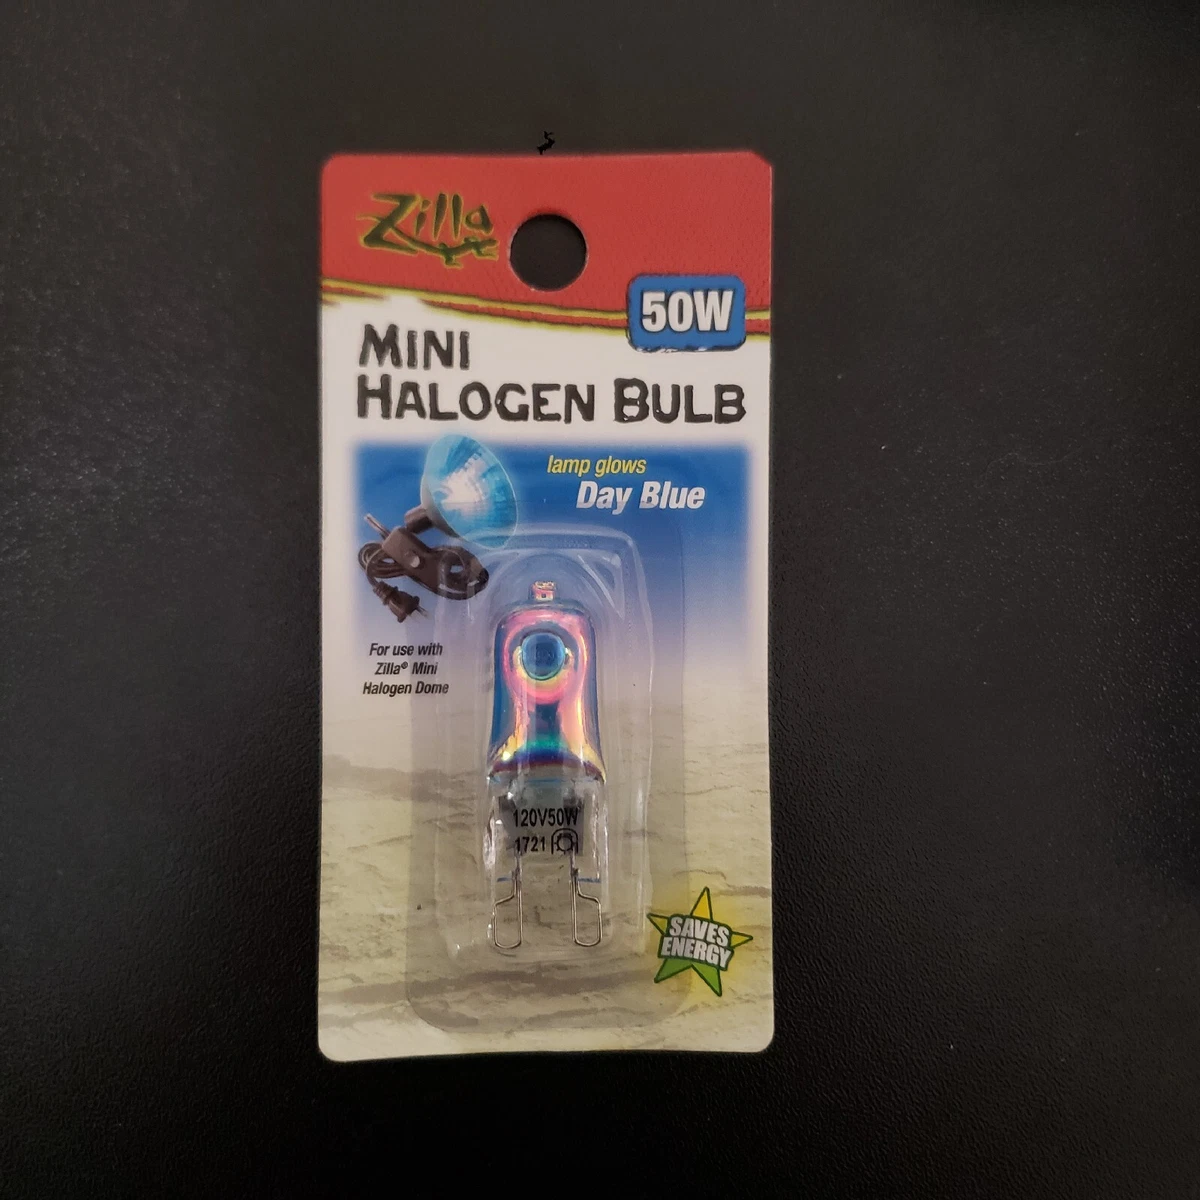 Zilla
50W
MINI
HALOGEN BULB
lamp glows
Day Blue
For use with
Zilla® Mini
Halogen Dome
120V50W
1721
SAVES
ENERGY